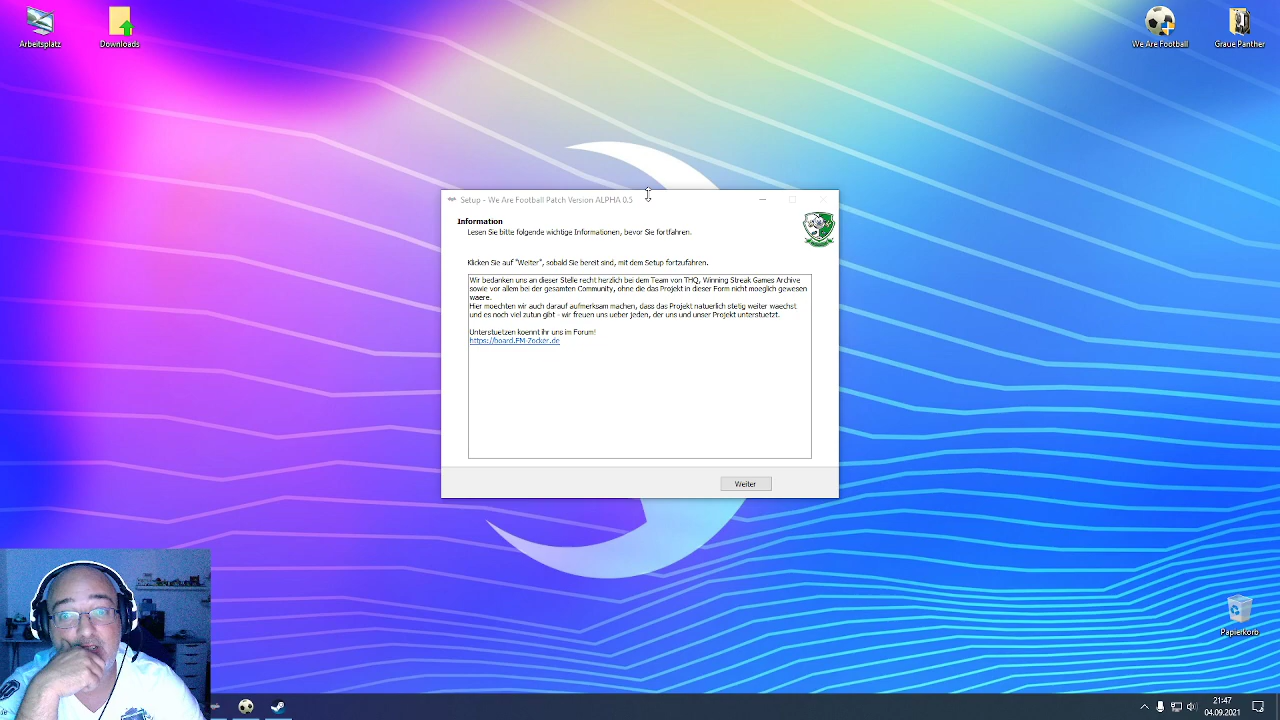 Arbeitsplatz
Downloads
We Are Football
Graue Panther
Setup - We Are Football Patch Version ALPHA 0.5
Information
Lesen Sie bitte folgende wichtige Informationen, bevor Sie fortfahren.
Klicken Sie auf "Weiter", sobald Sie bereit sind, mit dem Setup fortzufahren.
Wir bedanken uns an dieser Stelle recht herzlich bei dem Team von THQ, Winning Streak Games Archive
sowie vor allem bei der gesamten Community, ohne die das Projekt in dieser Form nicht moeglich gewesen
waere.
Hier moechten wir auch darauf aufmerksam machen, dass das Projekt natuerlich stetig weiter waechst
und es noch viel zutun gibt - wir freuen uns ueber jeden, der uns und unser Projekt unterstuetzt.
Unterstuetzen koennt ihr uns im Forum!
https://board.FM-Zocker.de
Weiter
Papierkorb
21:47
04.09.2021